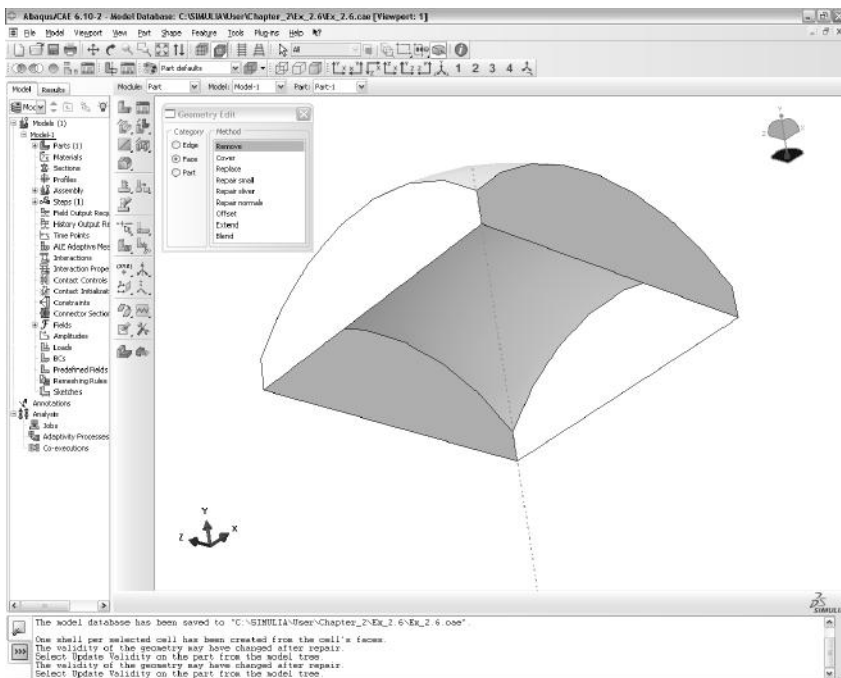 Abaqus/CAE 6.10-2 - Model Database: C:\SIMULIA\User\Chapter_2\Ex_2.6\Ex_2.6.cae [Viewport: 1]
File Model Viewport View Part Shape Feature Tools Plug-ins Help
All
Part defaults
1 2 3 4
Model Results
Module: Part Model: Model-1 Part: Part-1
Models (1)
Model-1
Parts (1)
Materials
Sections
Profiles
Assembly
Steps (1)
Field Output Requ
History Output Re
Time Points
ALE Adaptive Mes
Interactions
Interaction Prope
Contact Controls
Contact Initializat
Constraints
Connector Sectio
Fields
Amplitudes
Loads
BCs
Predefined Fields
Remeshing Rules
Sketches
Annotations
Analysis
Jobs
Adaptivity Processes
Co-executions
Geometry Edit
Category Method
Edge
Face
Part
Remove
Cover
Replace
Repair small
Repair sliver
Repair normals
Offset
Extend
Blend
Y
Z X
SIMULIA
The model database has been saved to "C:\SIMULIA\User\Chapter_2\Ex_2.6\Ex_2.6.cae".
One shell per selected cell has been created from the cell's faces.
The validity of the geometry may have changed after repair.
Select Update Validity on the part from the model tree.
The validity of the geometry may have changed after repair.
Select Update Validity on the part from the model tree.